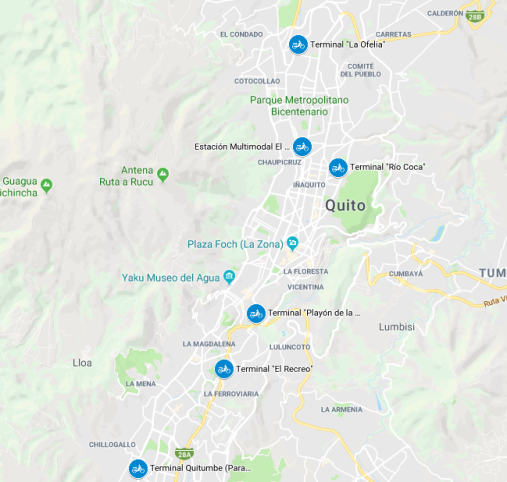 CALDERÓN
28B
EL CONDADO
CARRETAS
Terminal "La Ofelia"
COMITÉ
DEL PUEBLO
COTOCOLLAO
Parque Metropolitano
Bicentenario
Estación Multimodal El ...
CHAUPICRUZ
Terminal "Río Coca"
Antena
Ruta a Rucu
IÑAQUITO
Guagua
ichincha
Quito
Plaza Foch (La Zona)
LA FLORESTA
CUMBAYÁ
TUM
Yaku Museo del Agua
VICENTINA
Ruta V
Terminal "Playón de la ...
Lumbisi
LA MAGDALENA
LULUNCOTO
Lloa
Terminal "El Recreo"
LA MENA
LA FERROVIARIA
LA ARMENIA
CHILLOGALLO
28A
Terminal Quitumbe (Para...